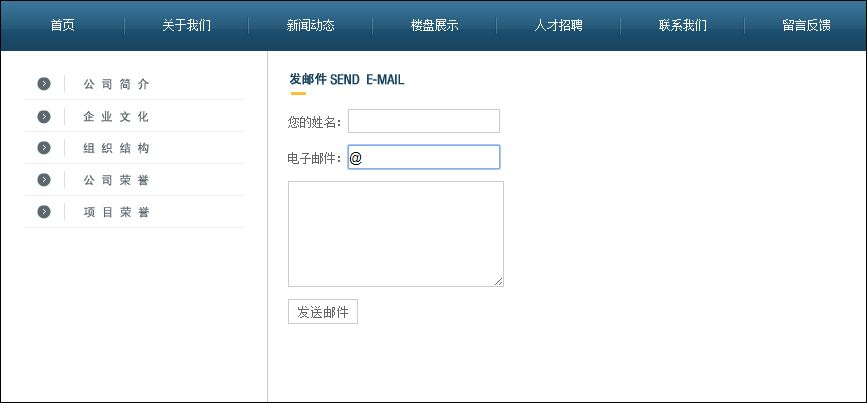 首页 关于我们 新闻动态 楼盘展示 人才招聘 联系我们 留言反馈
公司简介
企业文化
组织结构
公司荣誉
项目荣誉
发邮件 SEND E-MAIL
您的姓名：
电子邮件：@
发送邮件